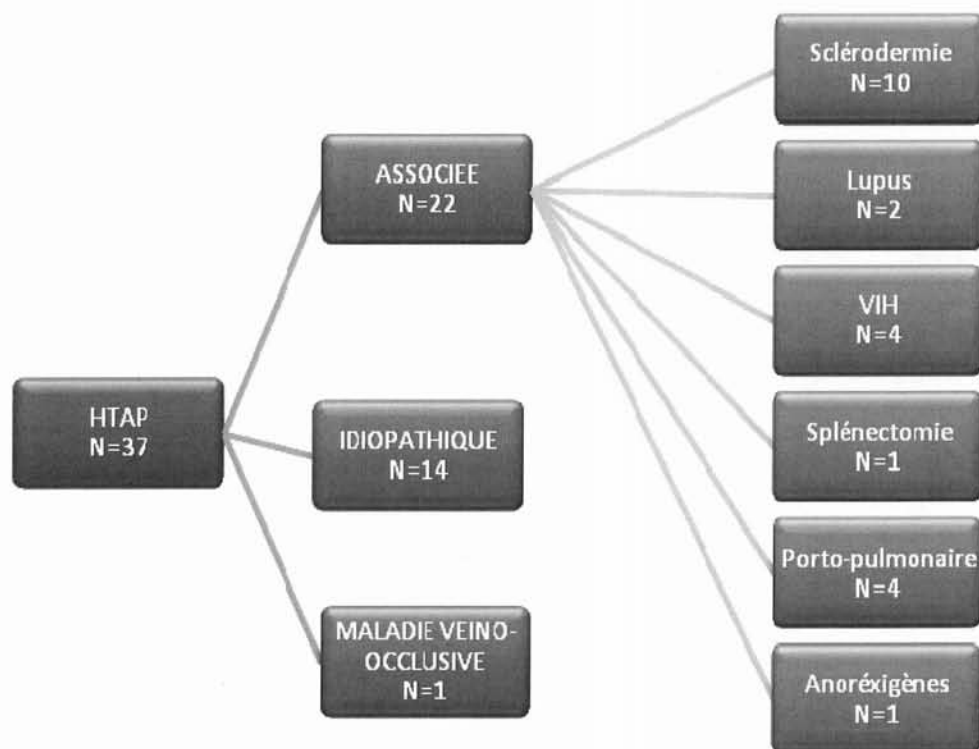 HTAP
N=37
ASSOCIEE
N=22
IDIOPATHIQUE
N=14
MALADIE VEINO-
OCCLUSIVE
N=1
Sclérodermie
N=10
Lupus
N=2
VIH
N=4
Splénectomie
N=1
Porto-pulmonaire
N=4
Anoréxigènes
N=1